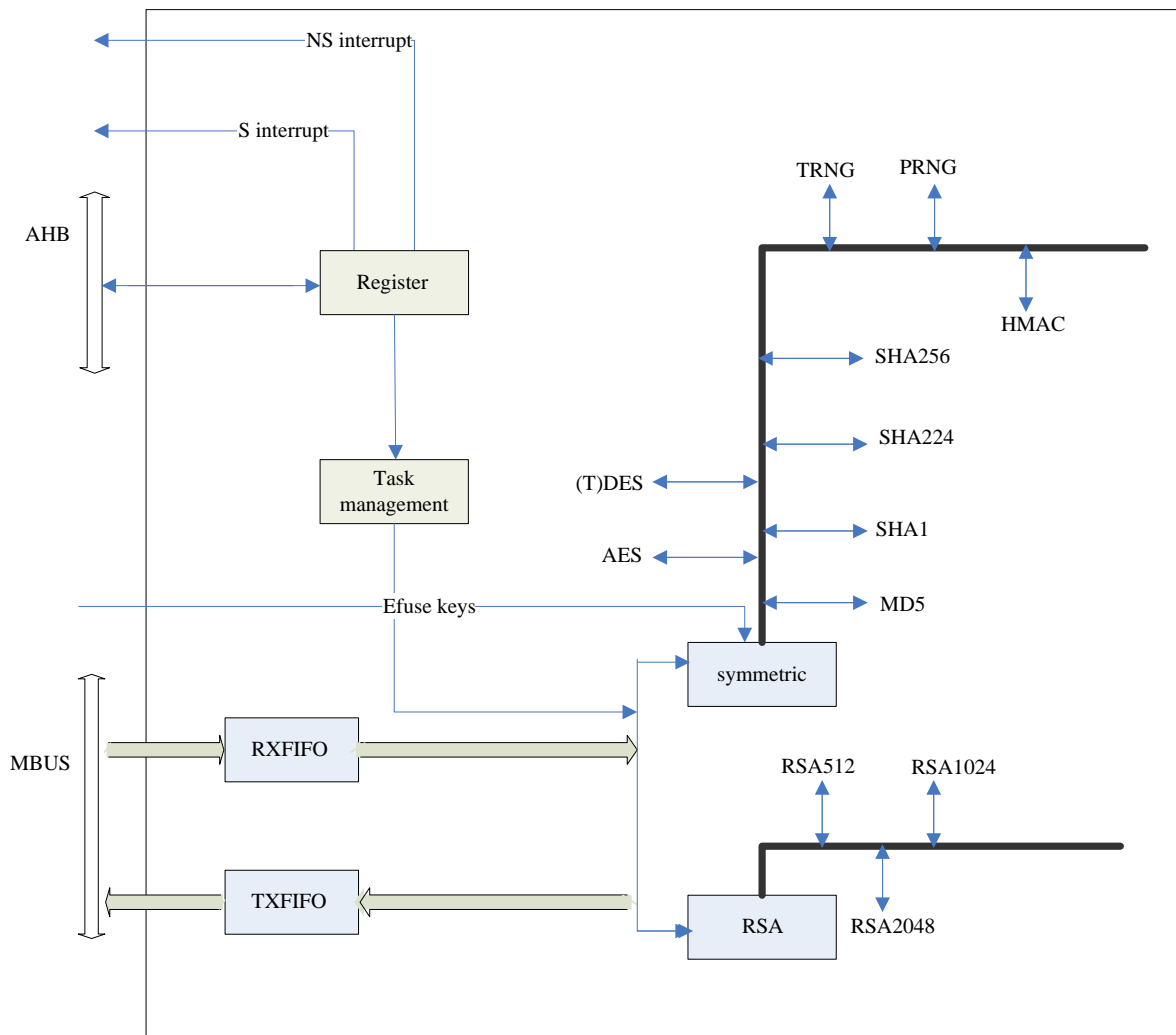 NS interrupt
S interrupt
TRNG
PRNG
AHB
Register
HMAC
SHA256
SHA224
Task
management
(T)DES
SHA1
AES
Efuse keys
MD5
symmetric
RXFIFO
MBUS
RSA512
RSA1024
TXFIFO
RSA
RSA2048